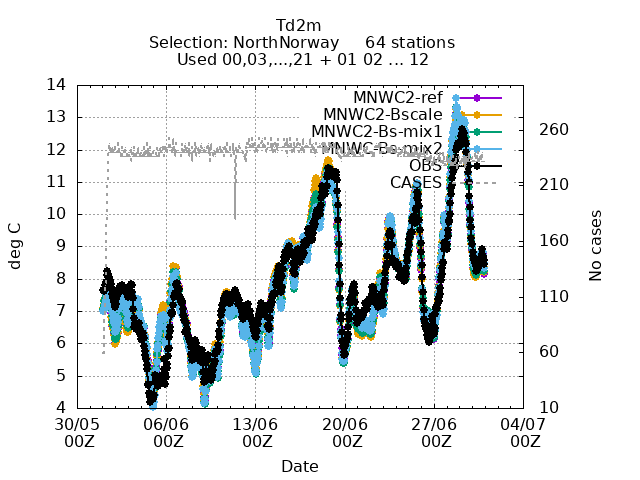 Td2m
Selection: NorthNorway 64 stations
Used 00,03,...,21 + 01 02 ... 12
MNWC2-ref
MNWC2-Bscale
MNWC2-Bs-mix1
MNWC-Bs-mix2
OBS
CASES
deg C
14
13
12
11
10
9
8
7
6
5
4
No cases
260
210
160
110
60
10
30/05 06/06 13/06 20/06 27/06 04/07
00Z 00Z 00Z 00Z 00Z 00Z
Date